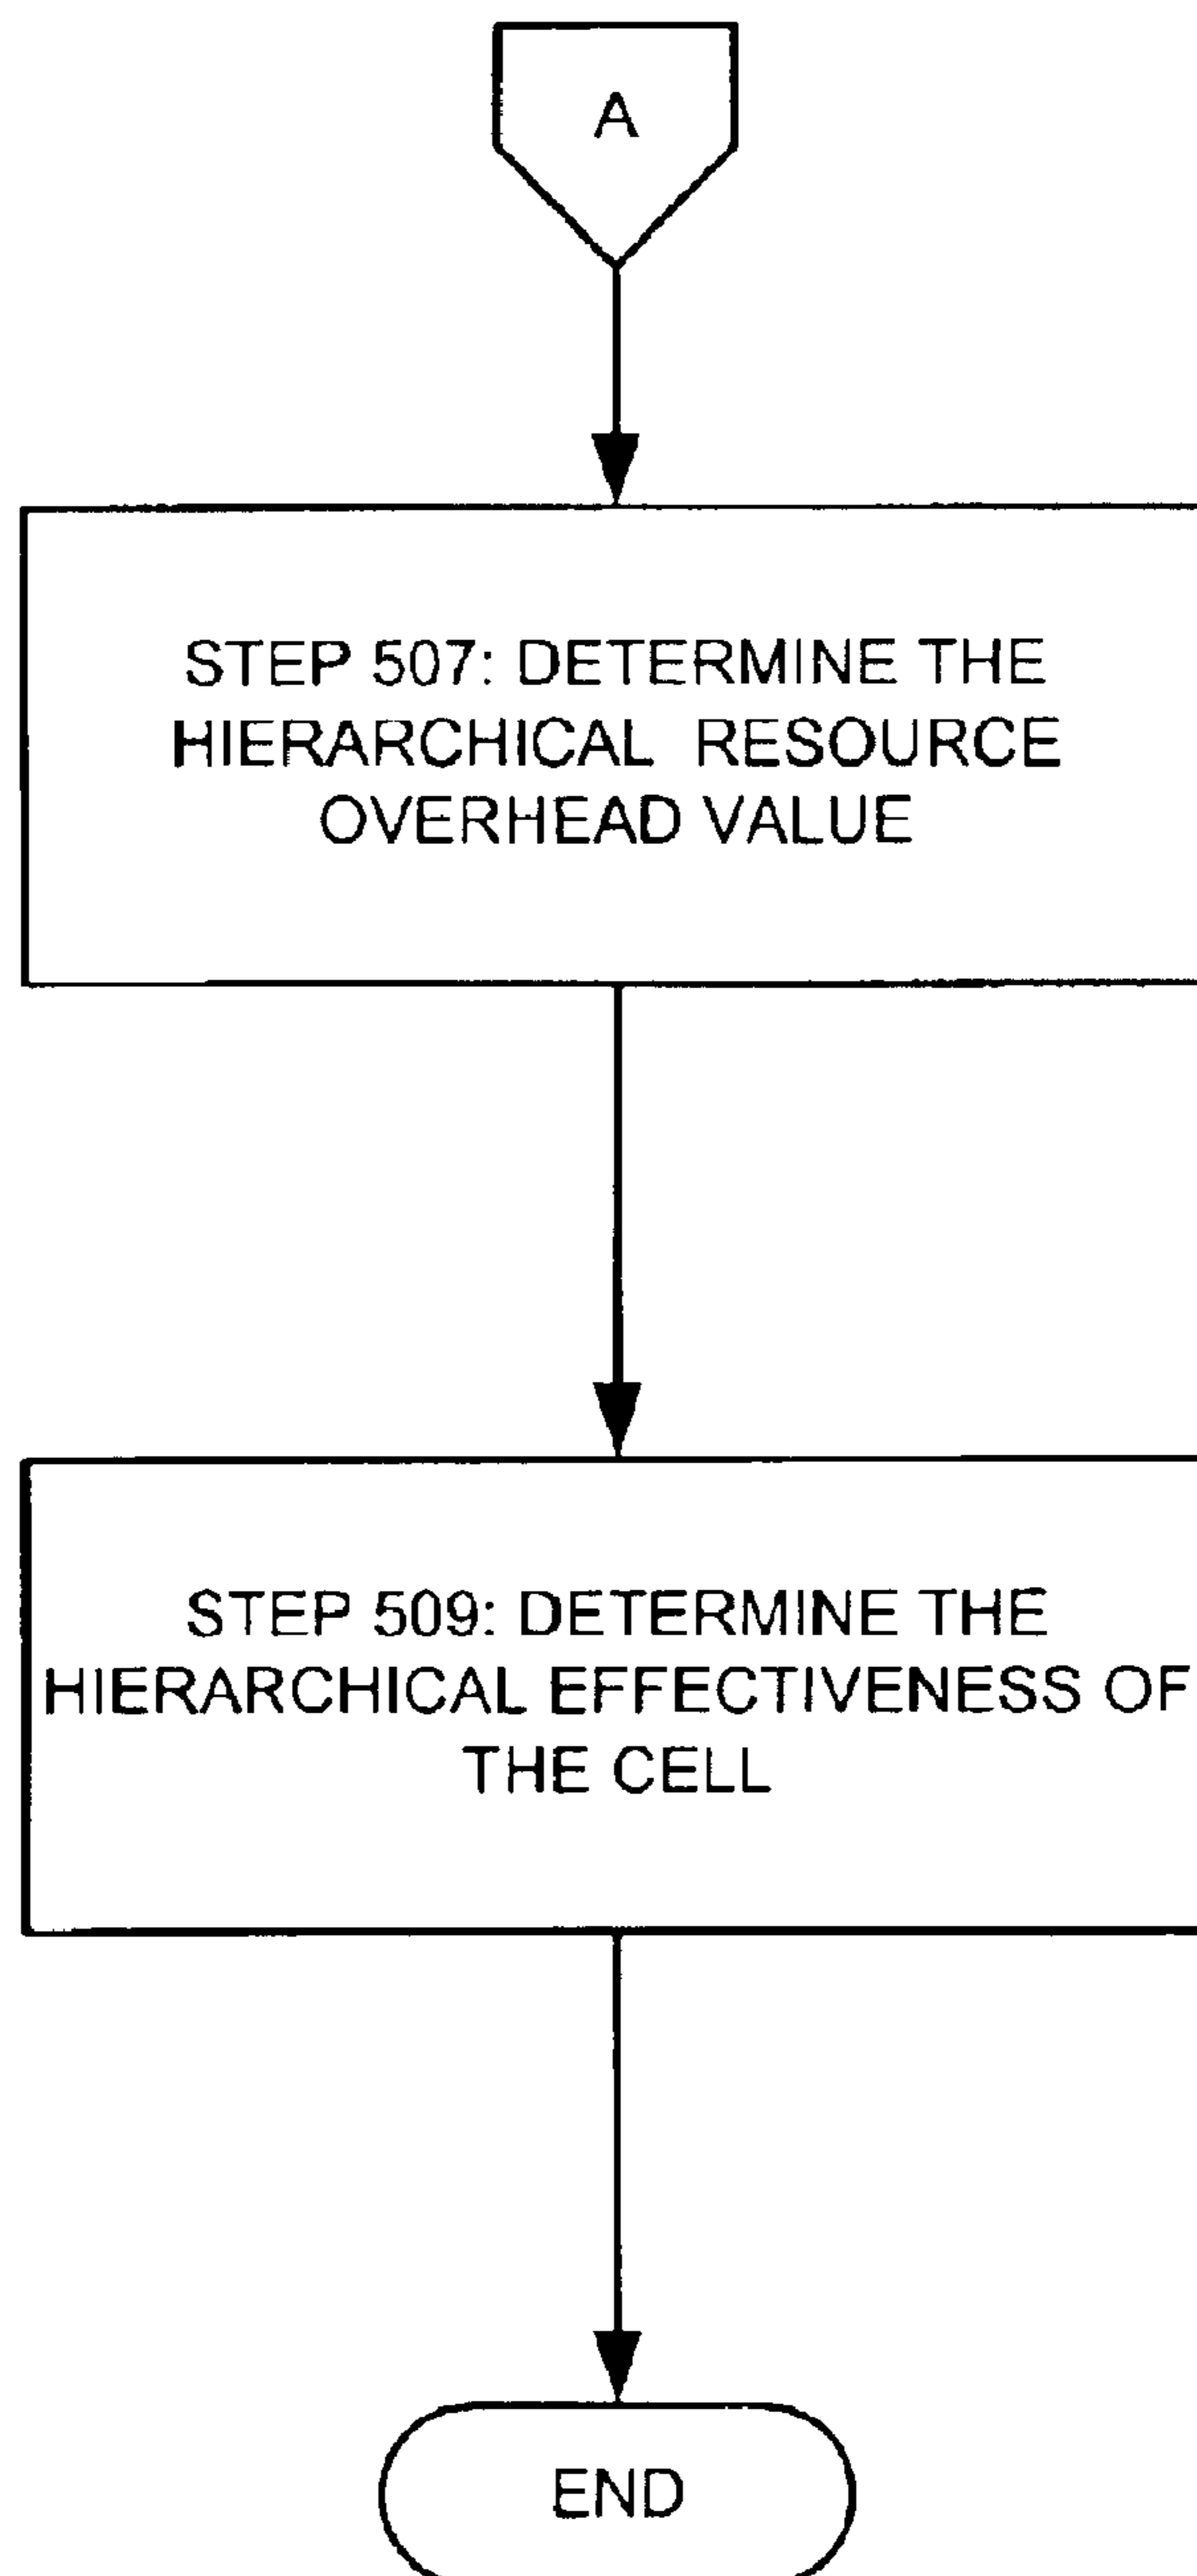 A
STEP 507: DETERMINE THE
HIERARCHICAL RESOURCE
OVERHEAD VALUE
STEP 509: DETERMINE THE
HIERARCHICAL EFFECTIVENESS OF
THE CELL
END